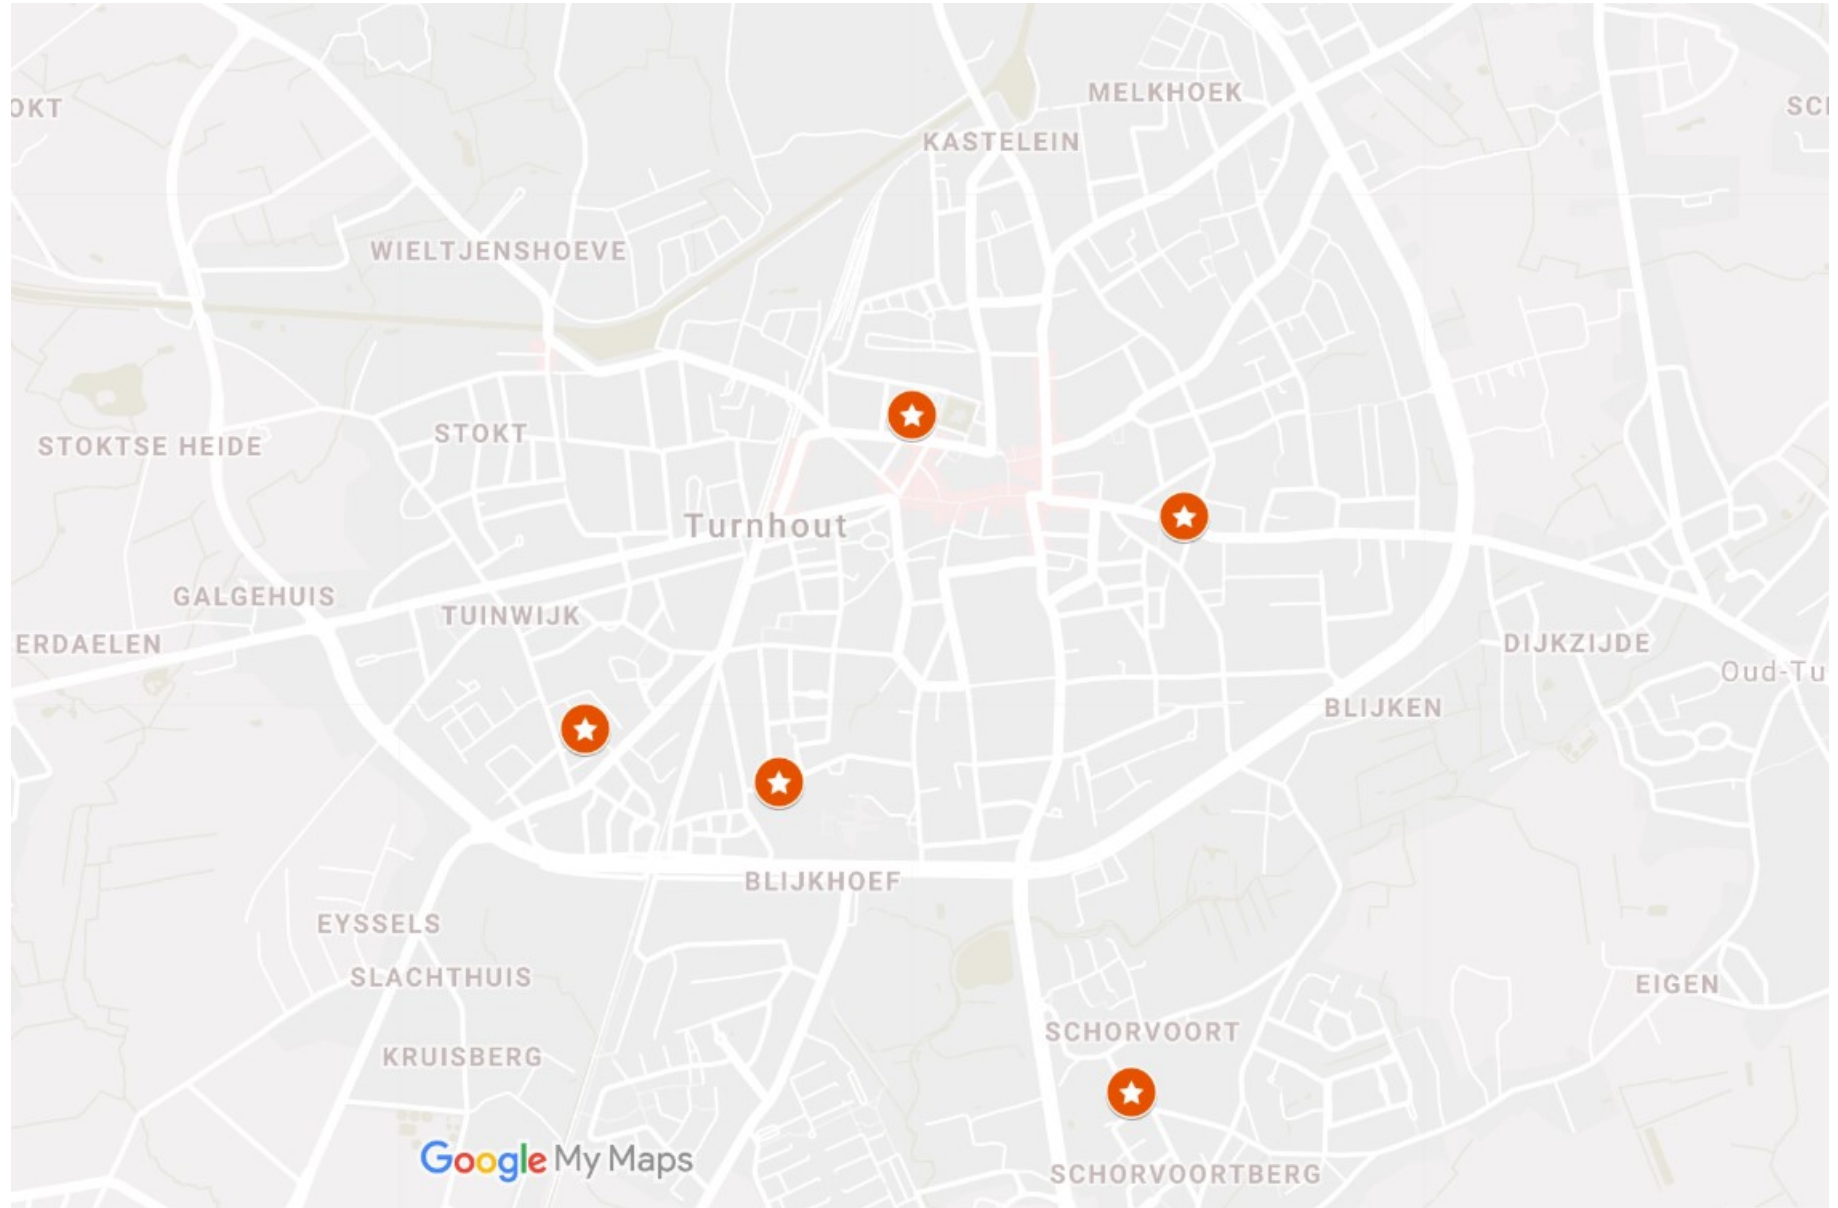 MELKHOEK
OKT
SCI
KASTELEIN
WIELTJENSHOEVE
STOKT
STOKTSE HEIDE
Turnhout
GALGEHUIS
TUINWIJK
ERDAELEN
DIJKZIJDE
Oud-Tu
BLIJKEN
BLIJKHOEF
EYSSELS
SLACHTHUIS
EIGEN
SCHORVOORT
KRUISBERG
Google My Maps
SCHORVOORTBERG